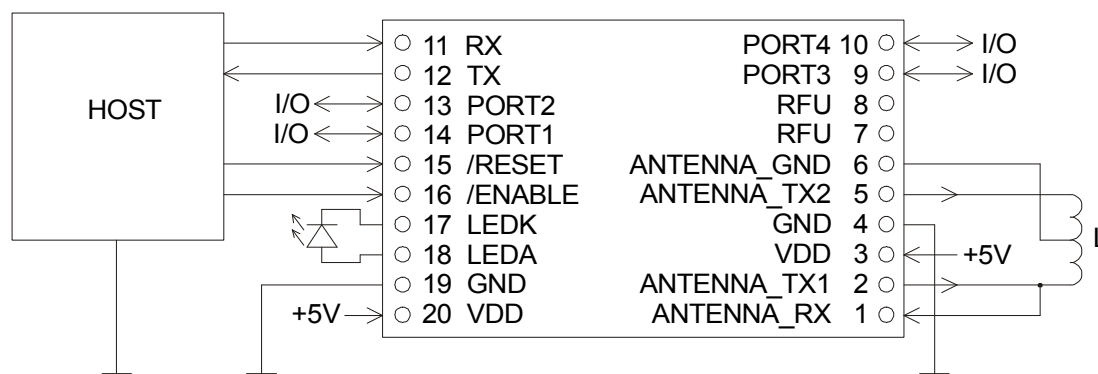 HOST
11 RX
12 TX
I/O 13 PORT2
I/O 14 PORT1
15 /RESET
16 /ENABLE
17 LEDK
18 LEDA
19 GND
+5V 20 VDD
PORT4 10 I/O
PORT3 9 I/O
RFU 8
RFU 7
ANTENNA_GND 6
ANTENNA_TX2 5
GND 4
VDD 3 +5V
ANTENNA_TX1 2
ANTENNA_RX 1
L